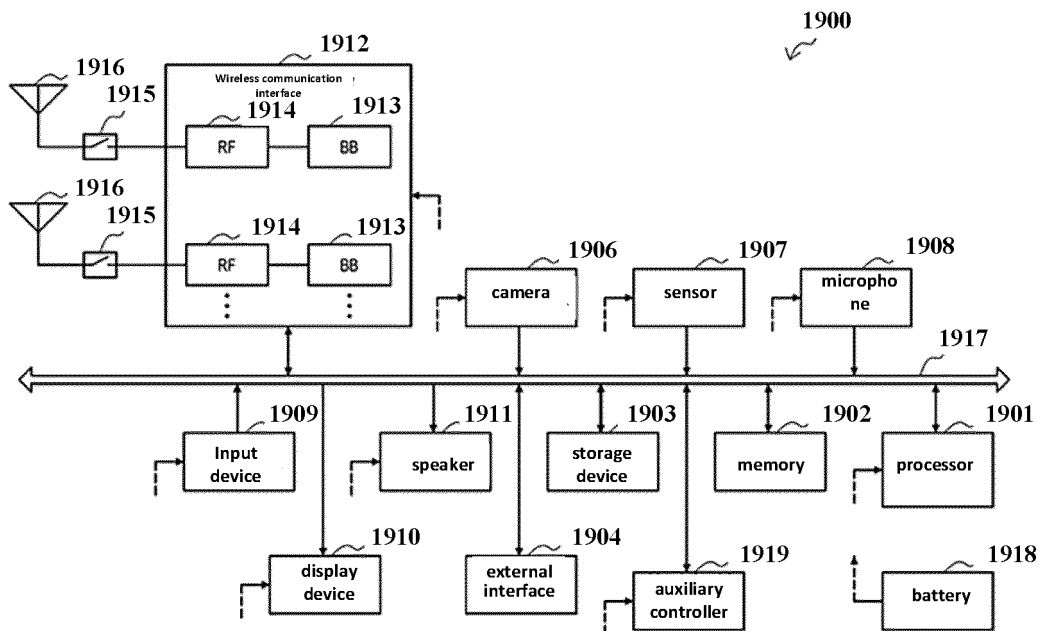 1900
1912
1916
Wireless communication
interface
1915
1914
1913
RF
BB
1916
1915
1914
1913
RF
BB
1906
1907
1908
camera
sensor
micropho
ne
1917
1909
1911
1903
1902
1901
Input
device
speaker
storage
device
memory
processor
1910
1904
1919
1918
display
device
external
interface
auxiliary
controller
battery